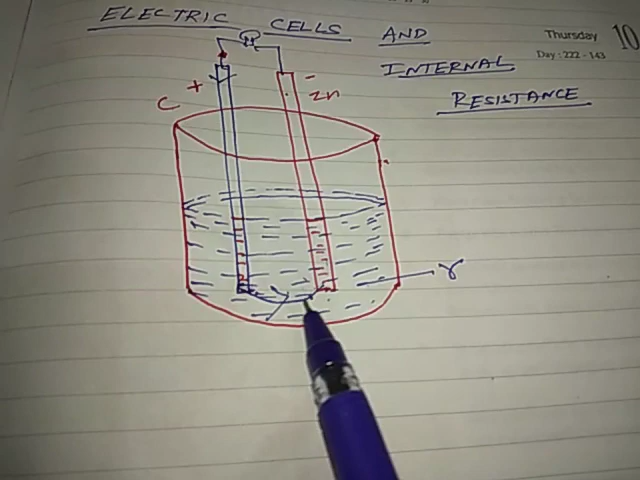 ELECTRIC CELLS AND
INTERNAL
RESISTANCE
Thursday 10
Day : 222 - 143
C + -
Zn
r